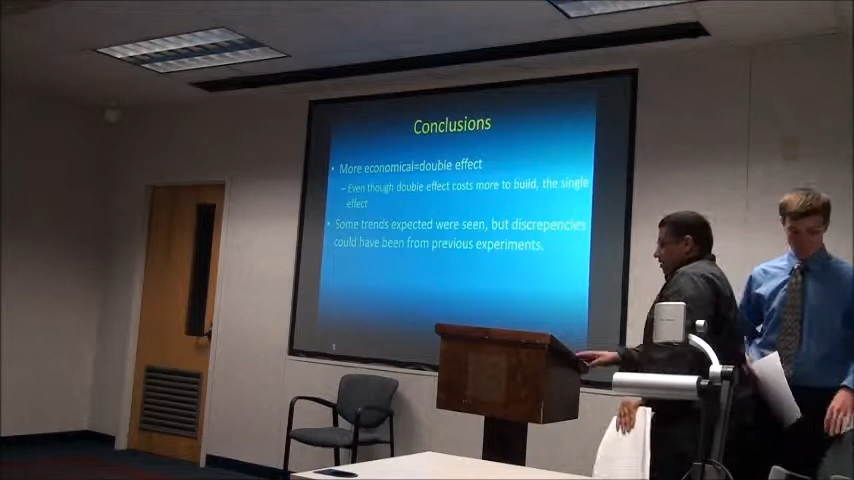 Conclusions
• More economical=double effect
– Even though double effect costs more to build, the single
effect
• Some trends expected were seen, but discrepancies
could have been from previous experiments.